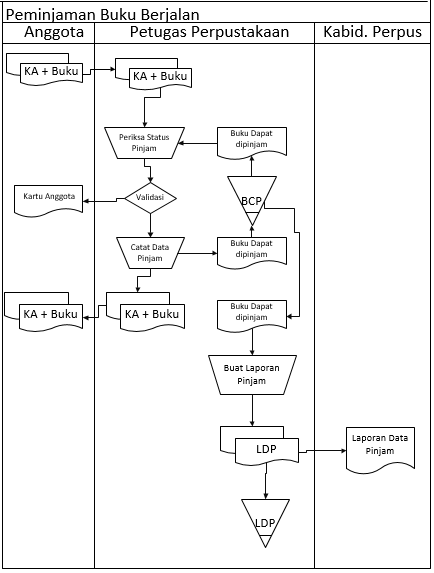 Peminjaman Buku Berjalan
Anggota
Petugas Perpustakaan
Kabid. Perpus
KA + Buku
KA + Buku
Periksa Status
Pinjam
Buku Dapat
dipinjam
Kartu Anggota
Validasi
BCP
Catat Data
Pinjam
Buku Dapat
dipinjam
KA + Buku
KA + Buku
Buku Dapat
dipinjam
Buat Laporan
Pinjam
LDP
Laporan Data
Pinjam
LDP